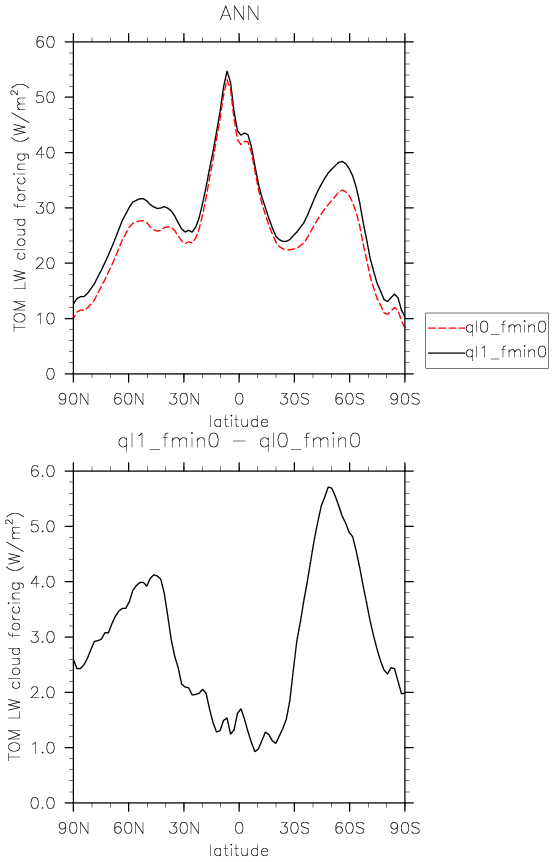 ANN
TOM LW cloud forcing (W/m²)
60
50
40
30
20
10
0
90N 60N 30N 0 30S 60S 90S
latitude
ql0_fmin0
ql1_fmin0
ql1_fmin0 – ql0_fmin0
TOM LW cloud forcing (W/m²)
6.0
5.0
4.0
3.0
2.0
1.0
0.0
90N 60N 30N 0 30S 60S 90S
latitude